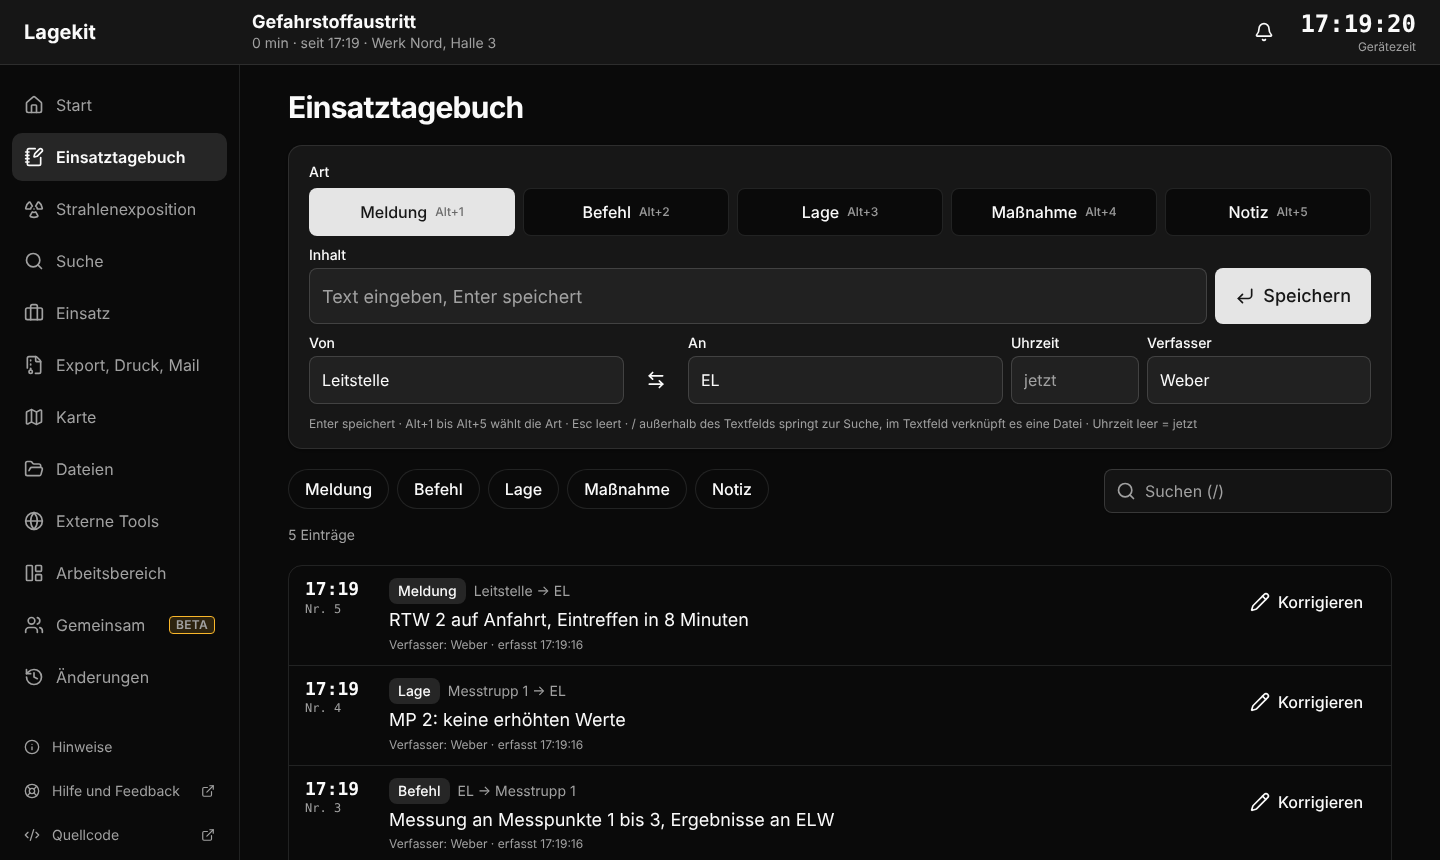 Lagekit
Gefahrstoffaustritt
0 min · seit 17:19 · Werk Nord, Halle 3
17:19:20
Gerätezeit
Start
Einsatztagebuch
Strahlenexposition
Suche
Einsatz
Export, Druck, Mail
Karte
Dateien
Externe Tools
Arbeitsbereich
Gemeinsam BETA
Änderungen
Hinweise
Hilfe und Feedback
Quellcode
Einsatztagebuch
Art
Meldung Alt+1 Befehl Alt+2 Lage Alt+3 Maßnahme Alt+4 Notiz Alt+5
Inhalt
Text eingeben, Enter speichert Speichern
Von An Uhrzeit Verfasser
Leitstelle EL jetzt Weber
Enter speichert · Alt+1 bis Alt+5 wählt die Art · Esc leert · / außerhalb des Textfelds springt zur Suche, im Textfeld verknüpft es eine Datei · Uhrzeit leer = jetzt
Meldung Befehl Lage Maßnahme Notiz Suchen (/)
5 Einträge
17:19 Meldung Leitstelle → EL
Nr. 5
RTW 2 auf Anfahrt, Eintreffen in 8 Minuten
Verfasser: Weber · erfasst 17:19:16
Korrigieren
17:19 Lage Messtrupp 1 → EL
Nr. 4
MP 2: keine erhöhten Werte
Verfasser: Weber · erfasst 17:19:16
Korrigieren
17:19 Befehl EL → Messtrupp 1
Nr. 3
Messung an Messpunkte 1 bis 3, Ergebnisse an ELW
Verfasser: Weber · erfasst 17:19:16
Korrigieren